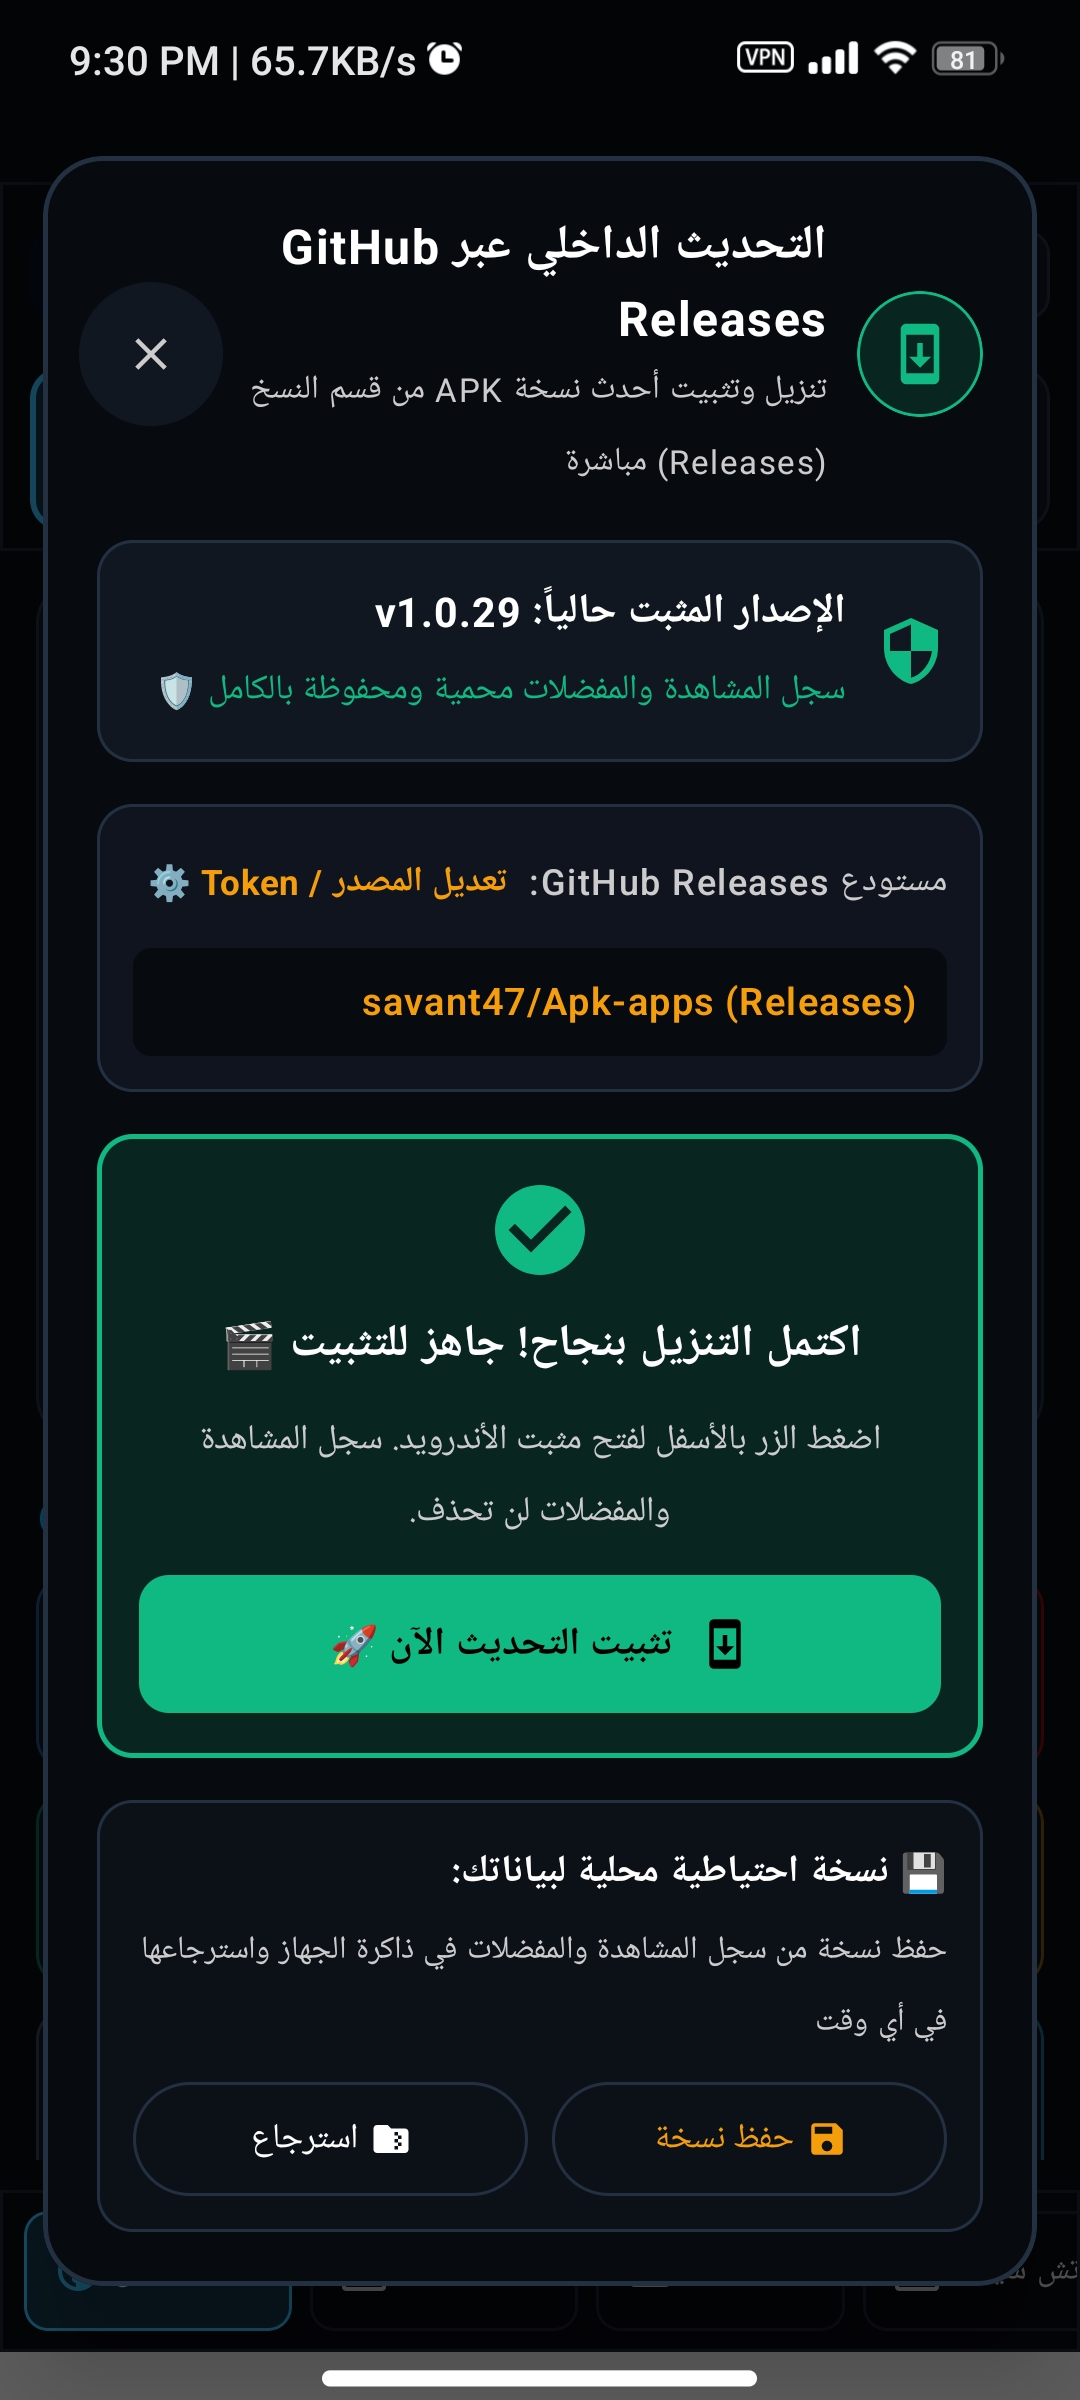 9:30 PM | 65.7KB/s
VPN
81
التحديث الداخلي عبر GitHub
Releases
تنزيل وتثبيت أحدث نسخة APK من قسم النسخ
(Releases) مباشرة
الإصدار المثبت حالياً: v1.0.29
سجل المشاهدة والمفضلات محمية ومحفوظة بالكامل 🛡️
مستودع GitHub Releases:
تعديل المصدر / Token ⚙️
savant47/Apk-apps (Releases)
اكتمل التنزيل بنجاح! جاهز للتثبيت 🎬
اضغط الزر بالأسفل لفتح مثبت الأندرويد. سجل المشاهدة
والمفضلات لن تحذف.
تثبيت التحديث الآن 🚀
💾 نسخة احتياطية محلية لبياناتك:
حفظ نسخة من سجل المشاهدة والمفضلات في ذاكرة الجهاز واسترجاعها
في أي وقت
حفظ نسخة
استرجاع